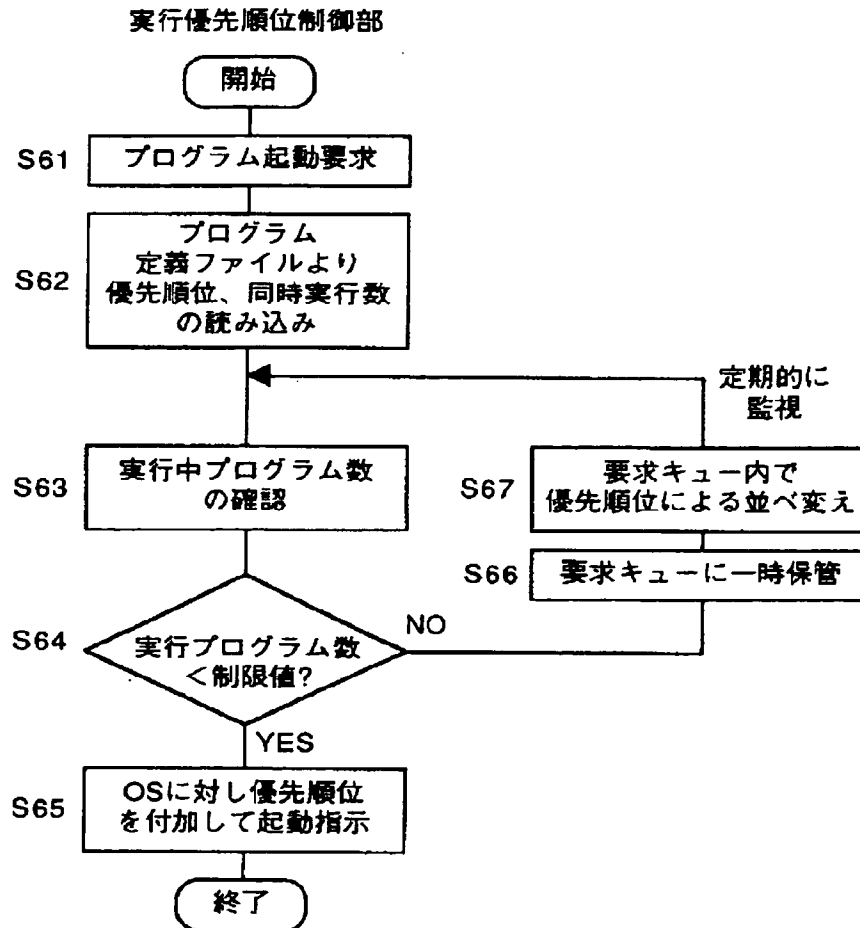 実行優先順位制御部
開始
S61
プログラム起動要求
S62
プログラム
定義ファイルより
優先順位、同時実行数
の読み込み
定期的に
監視
S63
実行中プログラム数
の確認
S67
要求キュー内で
優先順位による並べ変え
S66
要求キューに一時保管
S64
実行プログラム数
<制限値?
NO
YES
S65
OSに対し優先順位
を付加して起動指示
終了